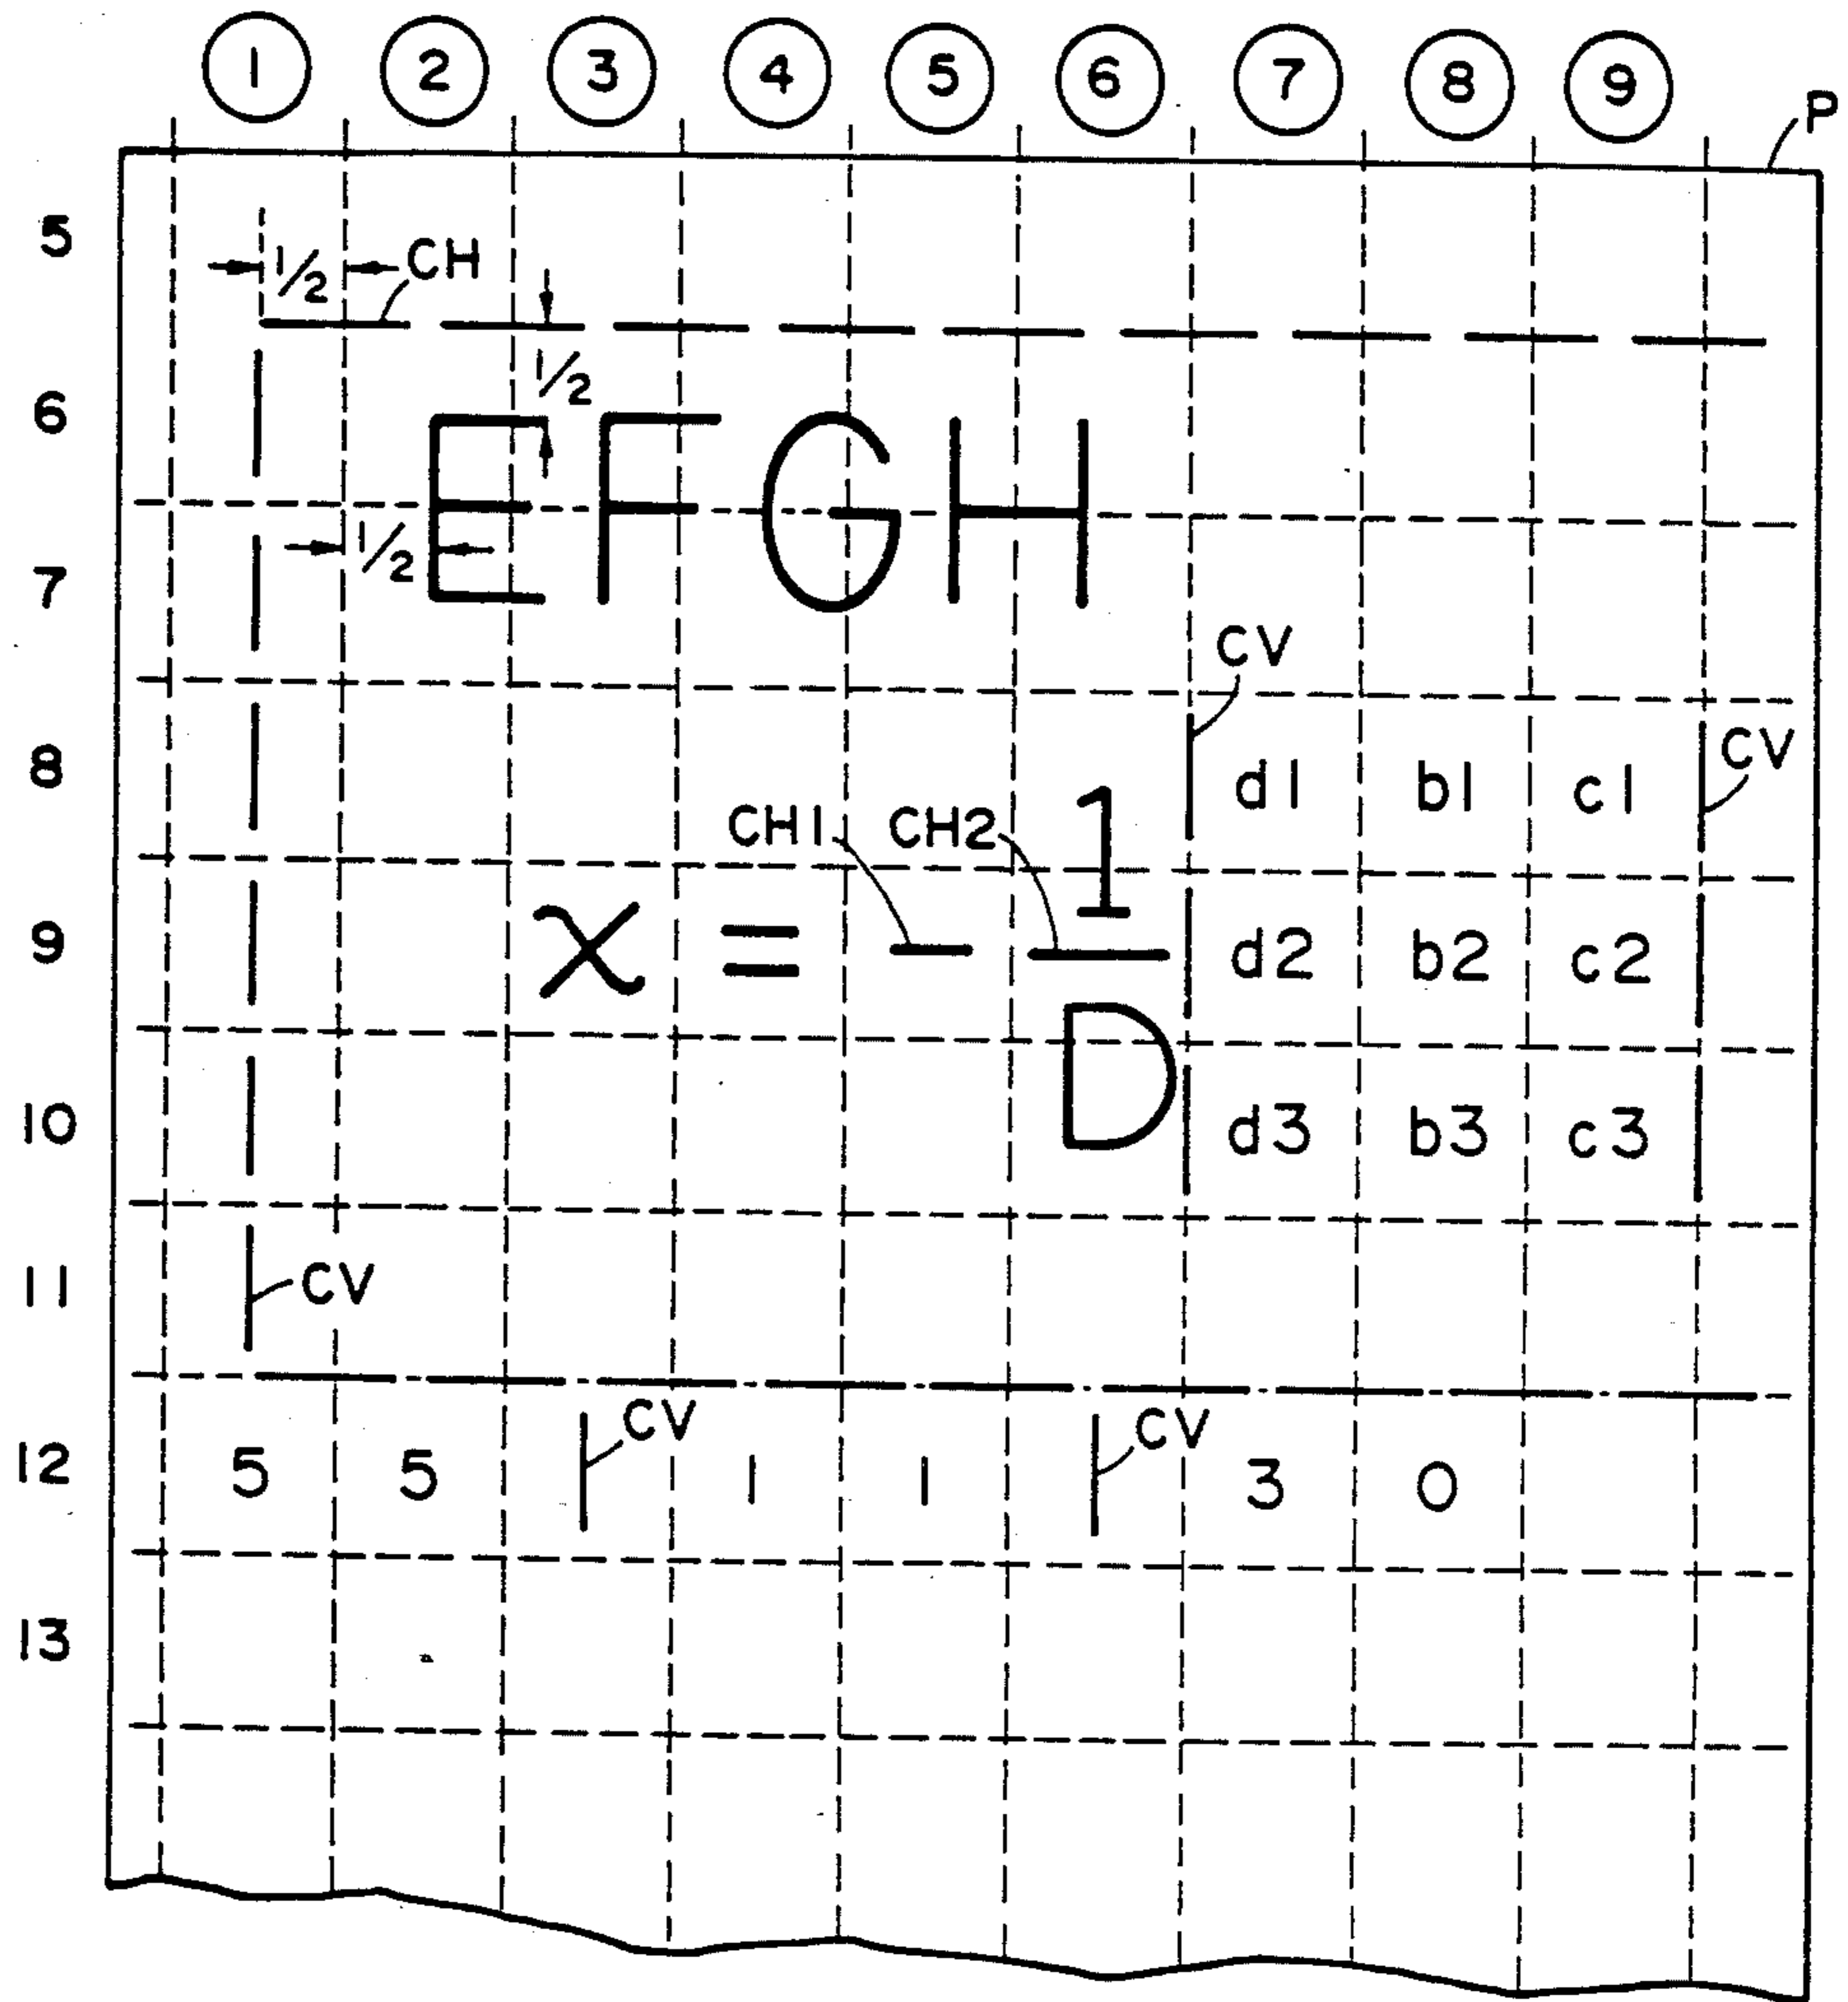 1 2 3 4 5 6 7 8 9
P
5
1/2 CH
1/2
6
EFGH
1/2
7
CV
8 d1 b1 c1 CV
CH1 CH2 1
9 x = - d2 b2 c2
D
10 d3 b3 c3
11 CV
CV CV
12 5 5 1 1 3 0
13